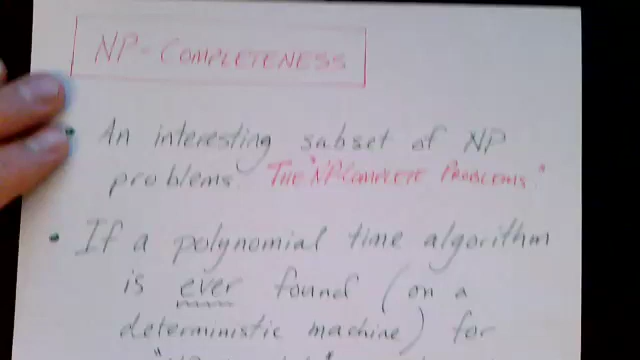 NP-COMPLETENESS
• An interesting subset of NP
problems. THE "NP COMPLETE PROBLEMS."
• If a polynomial time algorithm
is ever found (on a
deterministic machine) for